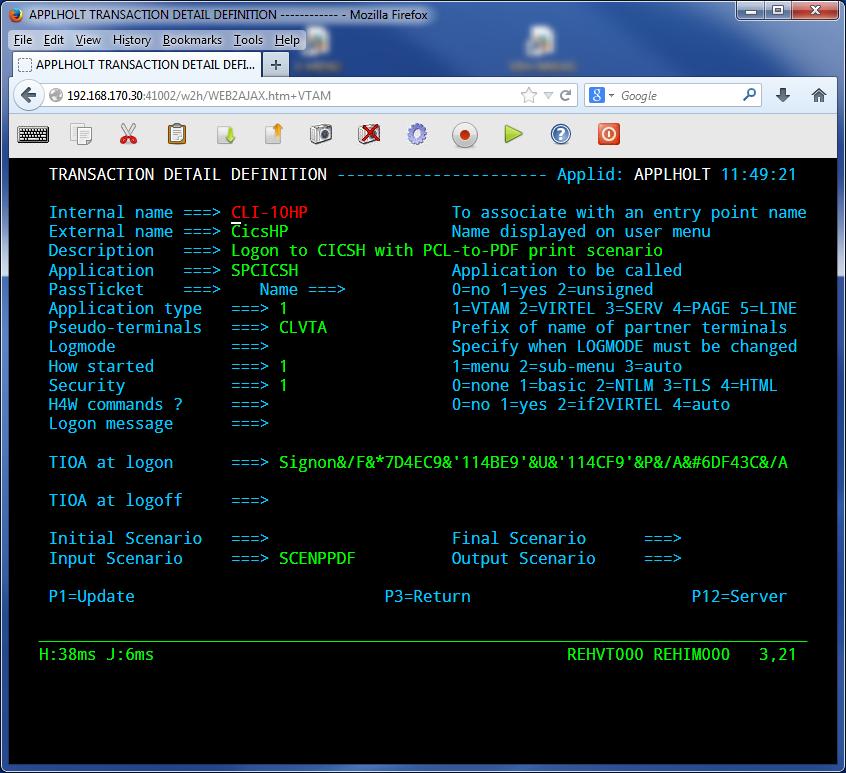 APPLHOLT TRANSACTION DETAIL DEFINITION ------------ - Mozilla Firefox
File Edit View History Bookmarks Tools Help
APPLHOLT TRANSACTION DETAIL DEFI... +
192.168.170.30:41002/w2h/WEB2AJAX.htm+VTAM Google
TRANSACTION DETAIL DEFINITION ---------------------- Applid: APPLHOLT 11:49:21
Internal name ===> CLI-10HP To associate with an entry point name
External name ===> CicsHP Name displayed on user menu
Description ===> Logon to CICSH with PCL-to-PDF print scenario
Application ===> SPCICSH Application to be called
PassTicket ===> Name ===> 0=no 1=yes 2=unsigned
Application type ===> 1 1=VTAM 2=VIRTEL 3=SERV 4=PAGE 5=LINE
Pseudo-terminals ===> CLVTA Prefix of name of partner terminals
Logmode ===> Specify when LOGMODE must be changed
How started ===> 1 1=menu 2=sub-menu 3=auto
Security ===> 1 0=none 1=basic 2=NTLM 3=TLS 4=HTML
H4W commands ? ===> 0=no 1=yes 2=if2VIRTEL 4=auto
Logon message ===>
TIOA at logon ===> Signon&/F&*7D4EC9&'114BE9'&U&'114CF9'&P&/A&#6DF43C&/A
TIOA at logoff ===>
Initial Scenario ===> Final Scenario ===>
Input Scenario ===> SCENPPDF Output Scenario ===>
P1=Update P3=Return P12=Server
H:38ms J:6ms REHVT000 REHIM000 3,21